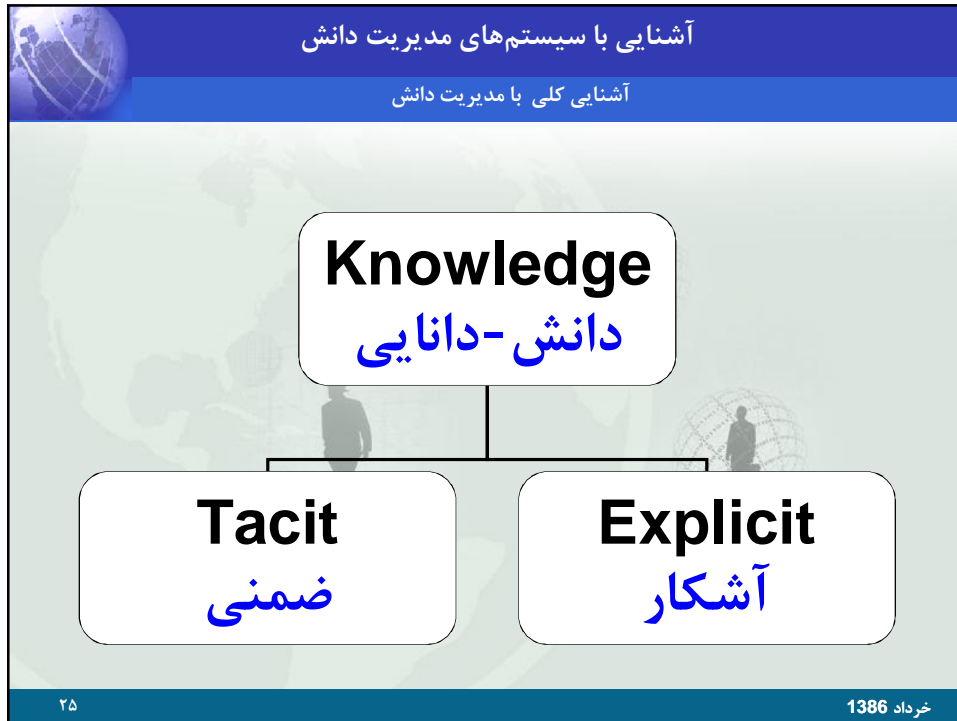 آشنایی با سیستم‌های مدیریت دانش
آشنایی کلی با مدیریت دانش
Knowledge
دانش-دانایی
Tacit
ضمنی
Explicit
آشکار
خرداد 1386
۲۵